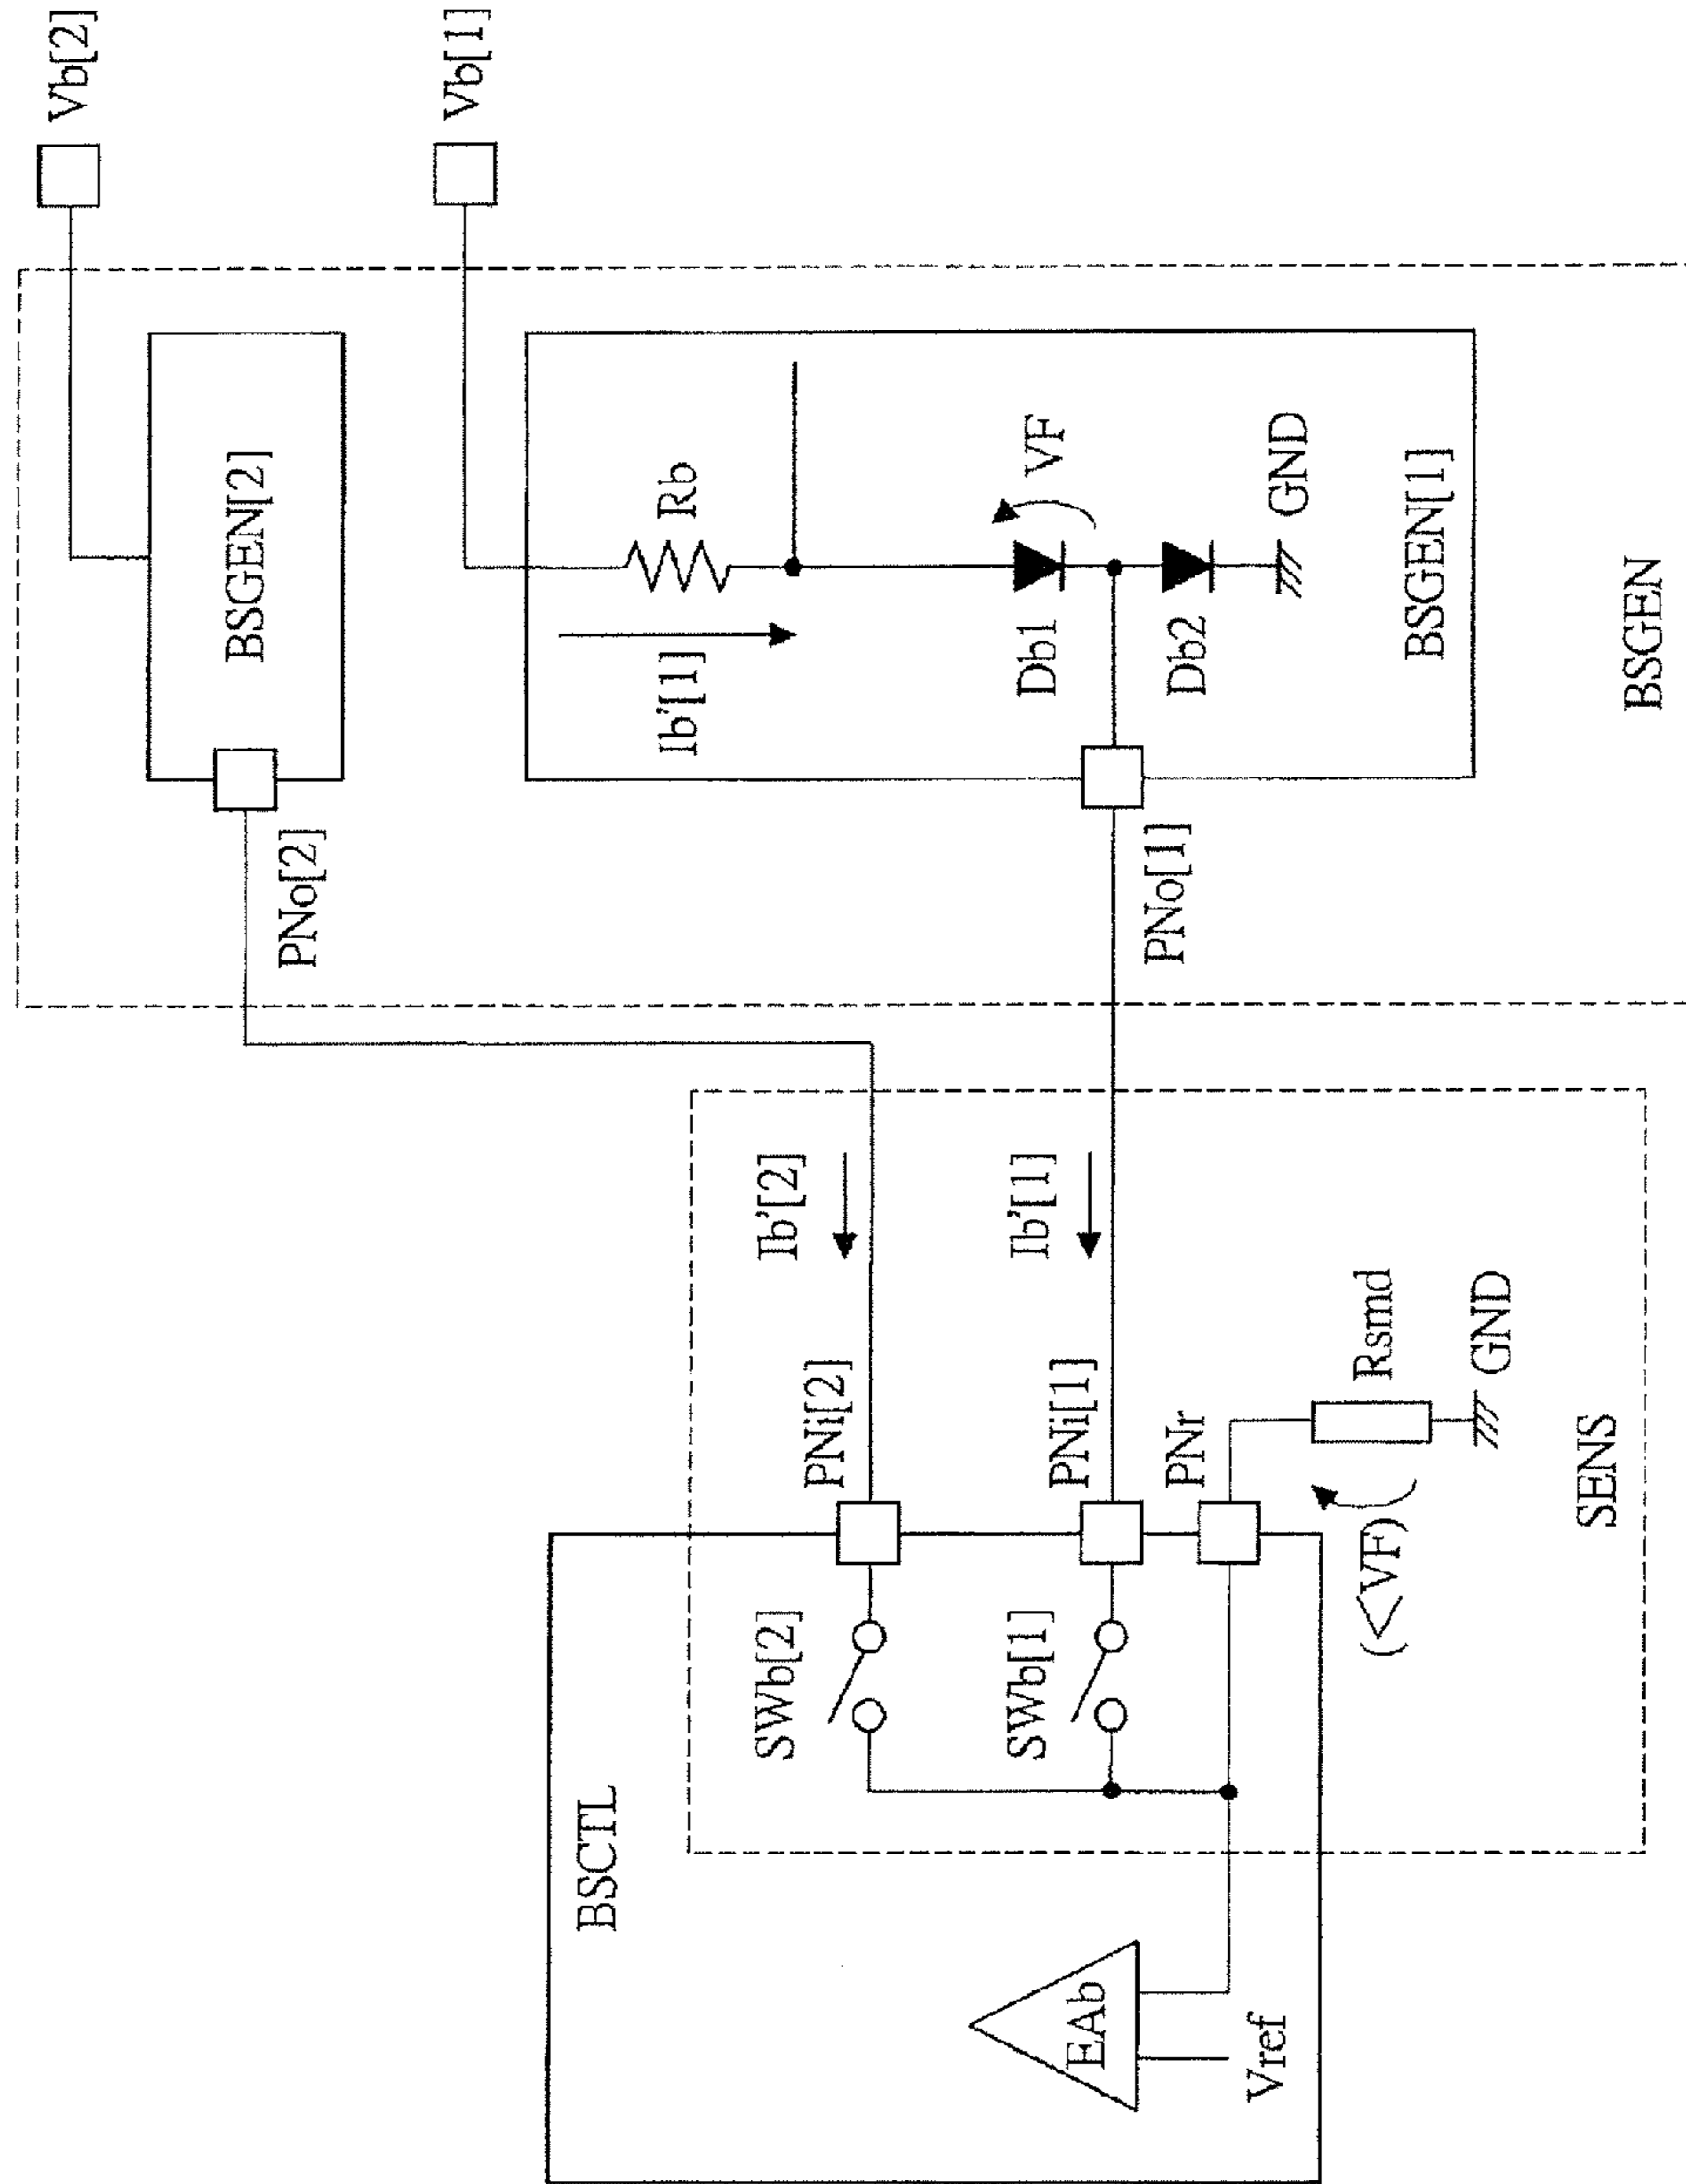 Vb[2]
Vb[1]
BSGEN[2]
PNo[2]
Rb
Ib'[1]
VF
Db1
Db2
GND
BSGEN[1]
PNo[1]
BSGEN
Ib'[2]
Ib'[1]
PNi[2]
PNi[1]
PNr
Rsmd
GND
(<VF)
SENS
SWb[2]
SWb[1]
BSCTL
EAb
Vref